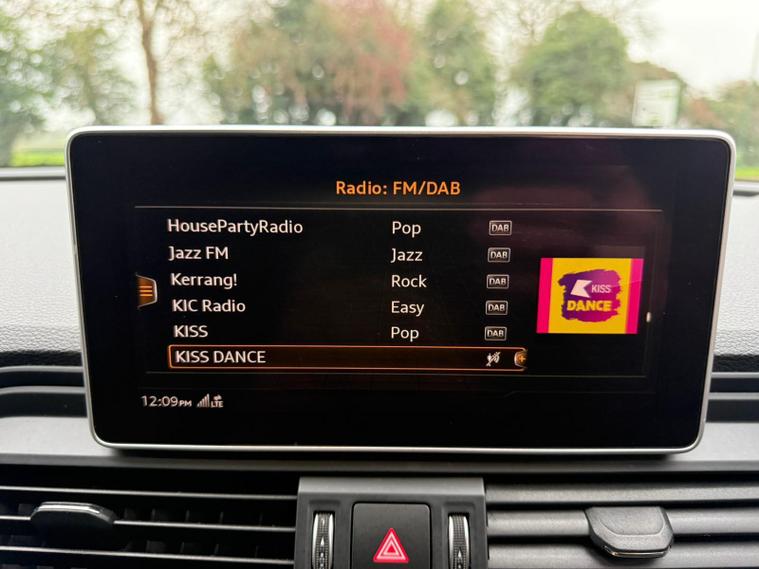 Radio: FM/DAB
HousePartyRadio Pop DAB
Jazz FM Jazz DAB
Kerrang! Rock DAB
KIC Radio Easy DAB
KISS Pop DAB
KISS DANCE
KISS
DANCE
12:09PM LTE